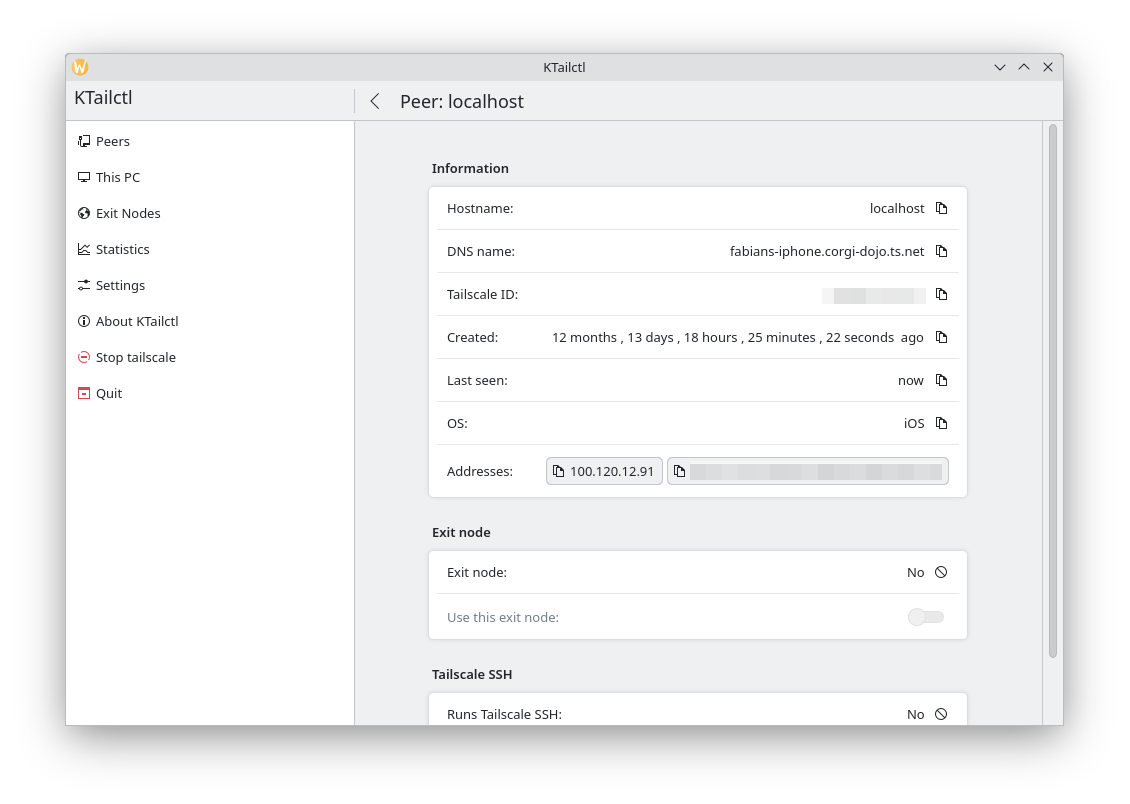 KTailctl
KTailctl
Peer: localhost
Peers
This PC
Exit Nodes
Statistics
Settings
About KTailctl
Stop tailscale
Quit
Information
Hostname: localhost
DNS name: fabians-iphone.corgi-dojo.ts.net
Tailscale ID:
Created: 12 months , 13 days , 18 hours , 25 minutes , 22 seconds  ago
Last seen: now
OS: iOS
Addresses: 100.120.12.91
Exit node
Exit node: No
Use this exit node:
Tailscale SSH
Runs Tailscale SSH: No